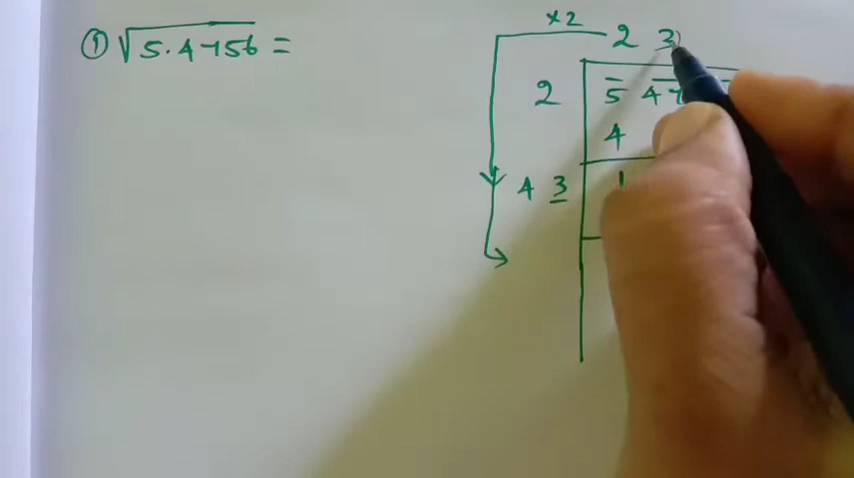 ×2
① √5.4756 = 2 3
2 5 47
4
4 3 1